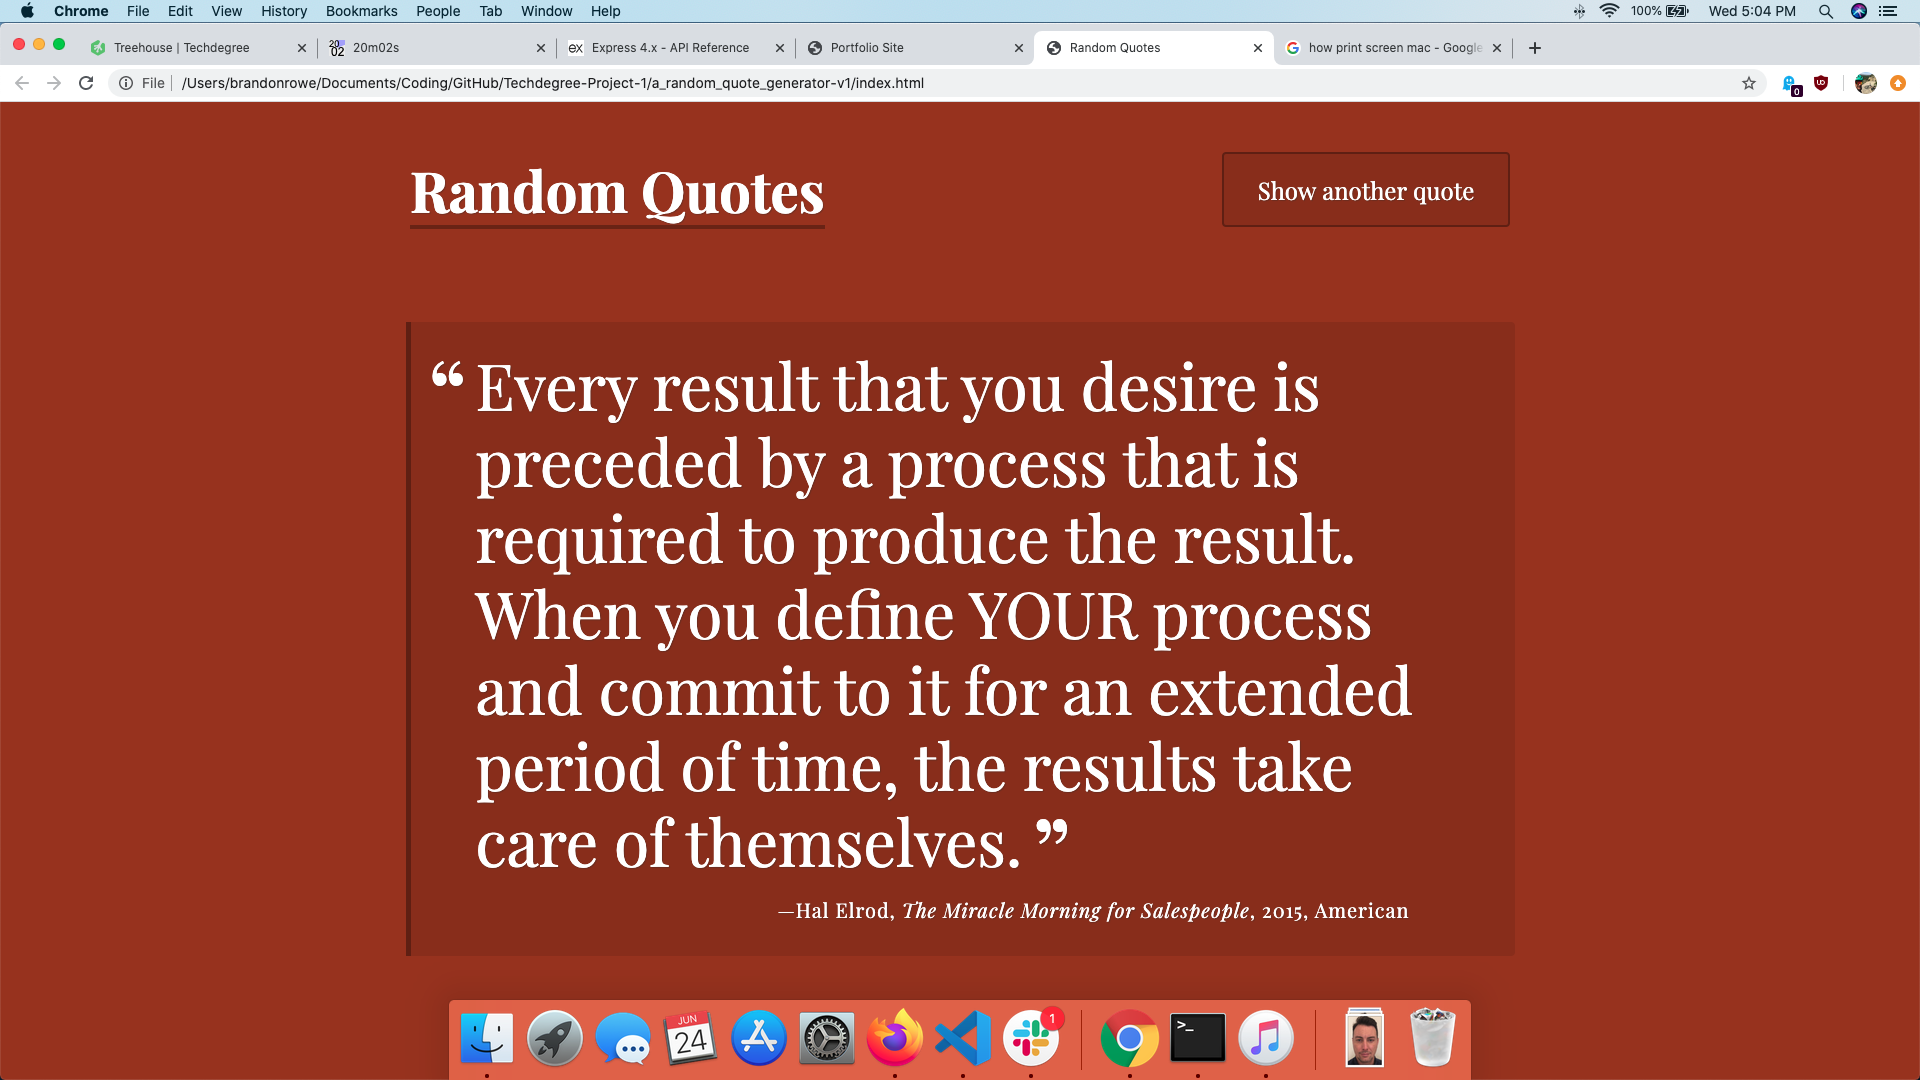 Chrome File Edit View History Bookmarks People Tab Window Help 100% Wed 5:04 PM
Treehouse | Techdegree 20 02 20m02s ex Express 4.x - API Reference Portfolio Site Random Quotes how print screen mac - Google
File /Users/brandonrowe/Documents/Coding/GitHub/Techdegree-Project-1/a_random_quote_generator-v1/index.html 0
Random Quotes
Show another quote
“ Every result that you desire is
preceded by a process that is
required to produce the result.
When you define YOUR process
and commit to it for an extended
period of time, the results take
care of themselves. ”
—Hal Elrod, The Miracle Morning for Salespeople, 2015, American
JUN
24
1
>_